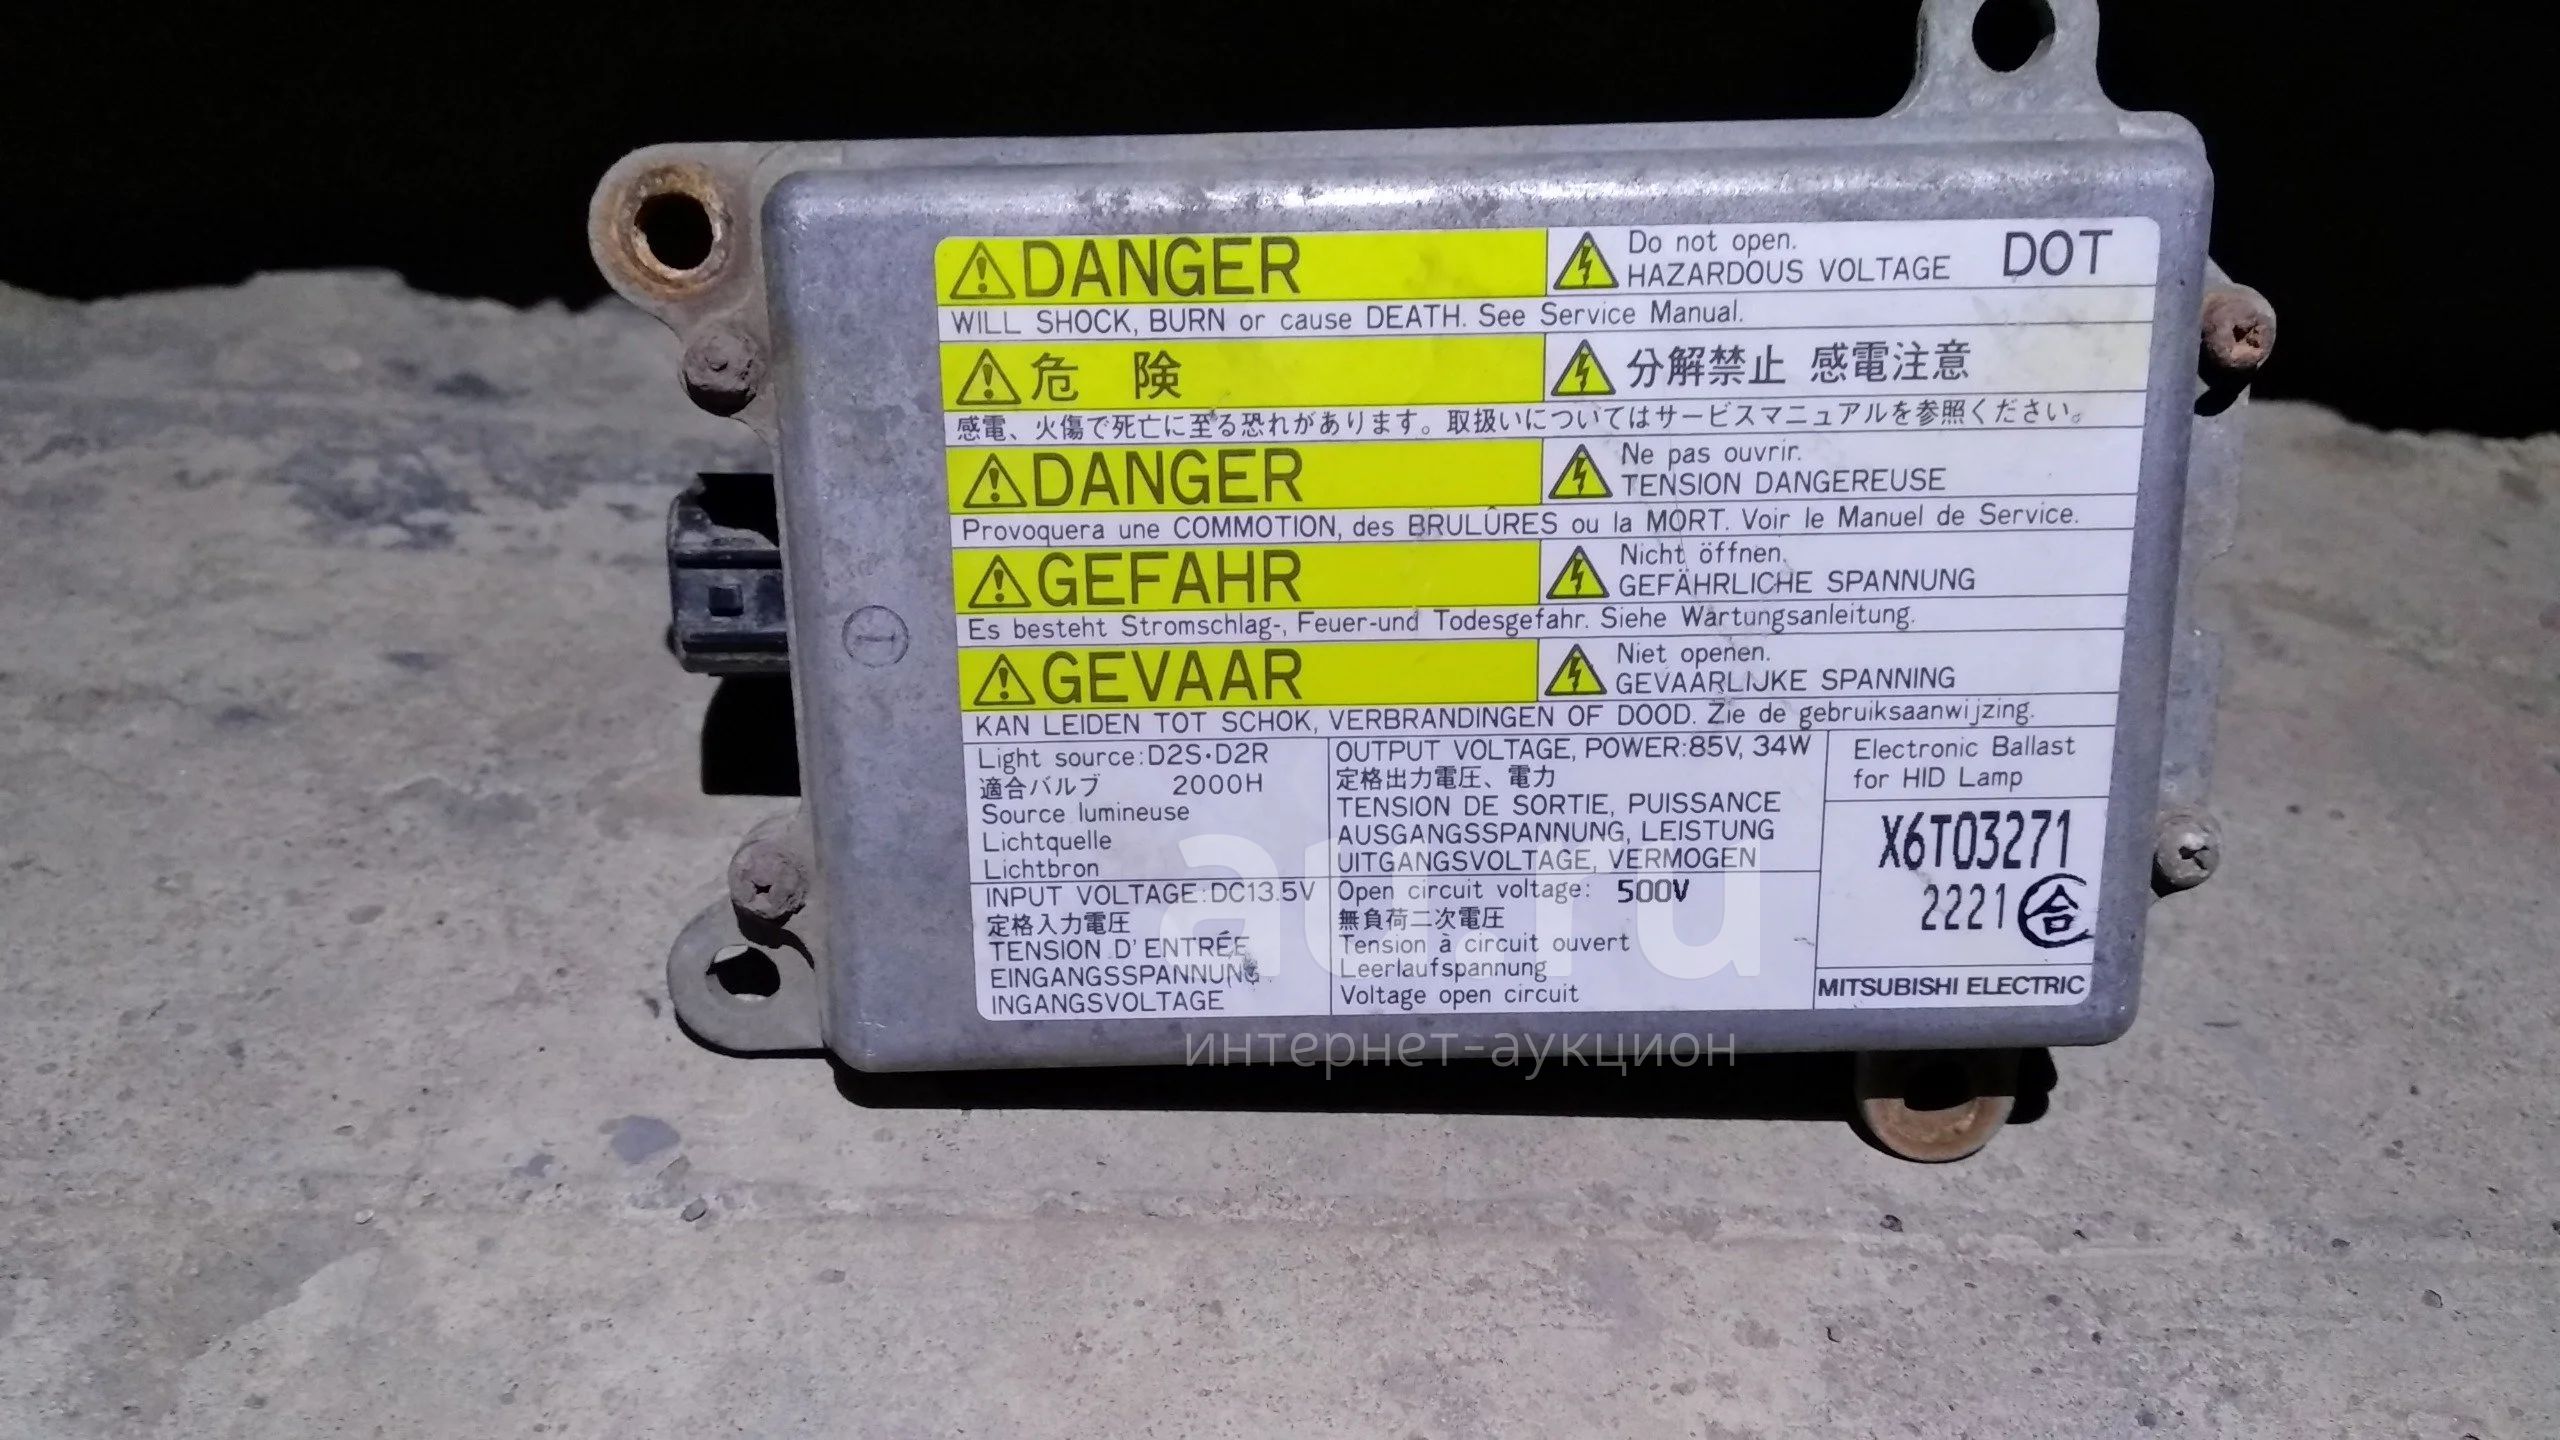 DANGER
Do not open.
HAZARDOUS VOLTAGE
DOT
WILL SHOCK, BURN or cause DEATH. See Service Manual.
危 険
分解禁止 感電注意
感電、火傷で死亡に至る恐れがあります。取扱いについてはサービスマニュアルを参照ください。
DANGER
Ne pas ouvrir.
TENSION DANGEREUSE
Provoquera une COMMOTION, des BRULÛRES ou la MORT. Voir le Manuel de Service.
GEFAHR
Nicht öffnen.
GEFÄHRLICHE SPANNUNG
Es besteht Stromschlag-, Feuer-und Todesgefahr. Siehe Wartungsanleitung.
GEVAAR
Niet openen.
GEVAARLIJKE SPANNING
KAN LEIDEN TOT SCHOK, VERBRANDINGEN OF DOOD. Zie de gebruiksaanwijzing.
Light source:D2S·D2R
適合バルブ 2000H
Source lumineuse
Lichtquelle
Lichtbron
INPUT VOLTAGE:DC13.5V
定格入力電圧
TENSION D'ENTRÉE
EINGANGSSPANNUNG
INGANGSVOLTAGE
OUTPUT VOLTAGE, POWER:85V, 34W
定格出力電圧、電力
TENSION DE SORTIE, PUISSANCE
AUSGANGSSPANNUNG, LEISTUNG
UITGANGSVOLTAGE, VERMOGEN
Open circuit voltage: 500V
無負荷二次電圧
Tension à circuit ouvert
Leerlaufspannung
Voltage open circuit
Electronic Ballast
for HID Lamp
X6T03271
2221 合
MITSUBISHI ELECTRIC
au.ru
интернет-аукцион